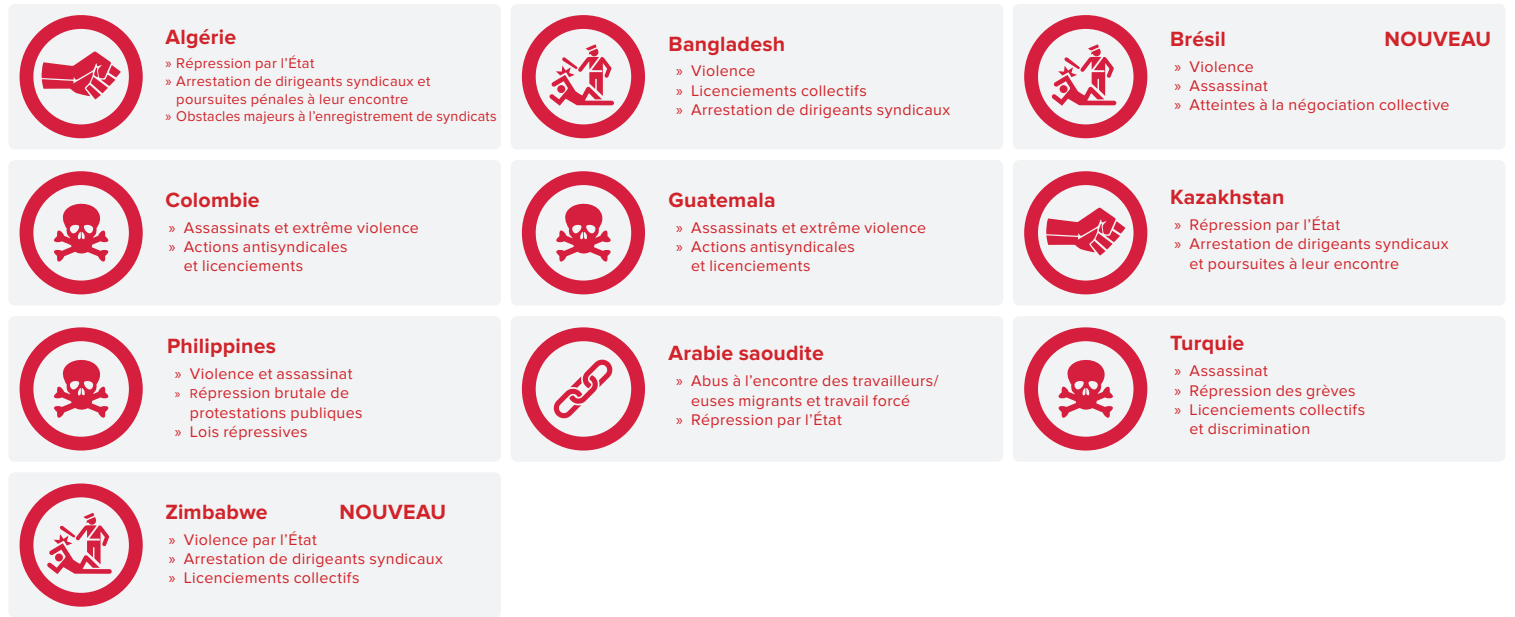 Algérie
» Répression par l'État
» Arrestation de dirigeants syndicaux et
poursuites pénales à leur encontre
» Obstacles majeurs à l'enregistrement de syndicats
Bangladesh
» Violence
» Licenciements collectifs
» Arrestation de dirigeants syndicaux
Brésil NOUVEAU
» Violence
» Assassinat
» Atteintes à la négociation collective
Colombie
» Assassinats et extrême violence
» Actions antisyndicales
et licenciements
Guatemala
» Assassinats et extrême violence
» Actions antisyndicales
et licenciements
Kazakhstan
» Répression par l'État
» Arrestation de dirigeants syndicaux
et poursuites à leur encontre
Philippines
» Violence et assassinat
» Répression brutale de
protestations publiques
» Lois répressives
Arabie saoudite
» Abus à l'encontre des travailleurs/
euses migrants et travail forcé
» Répression par l'État
Turquie
» Assassinat
» Répression des grèves
» Licenciements collectifs
et discrimination
Zimbabwe NOUVEAU
» Violence par l'État
» Arrestation de dirigeants syndicaux
» Licenciements collectifs